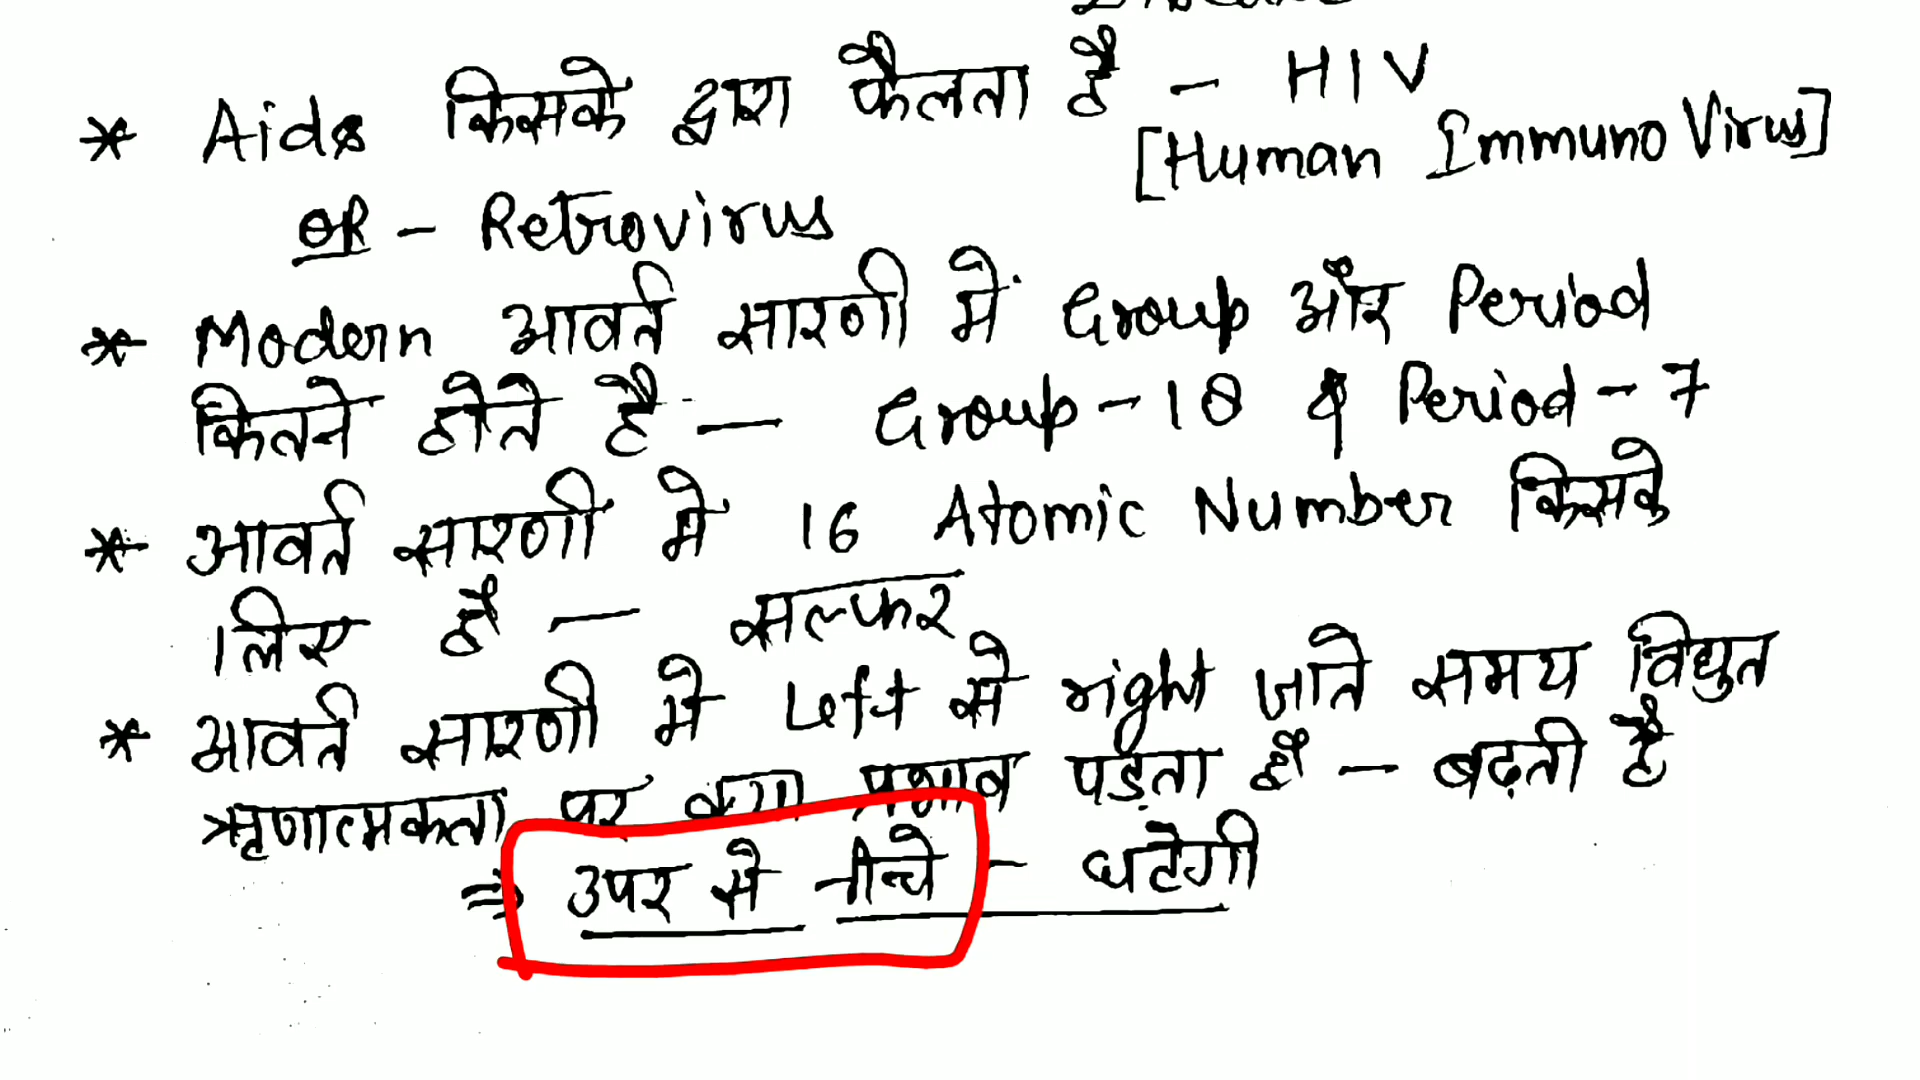 * Aids किसके द्वारा फैलता है - HIV
[Human Immuno Virus]
OR - Retrovirus
* Modern आवर्त सारणी में Group और Period
कितने होते है - Group - 18 & Period - 7
* आवर्त सारणी मे 16 Atomic Number किसके
लिए है - सल्फर
* आवर्त सारणी मे Left से right जाते समय विद्युत
ऋणात्मकता पर क्या प्रभाव पड़ता है - बढ़ती है
⇒ उपर से नीचे - घटेगी